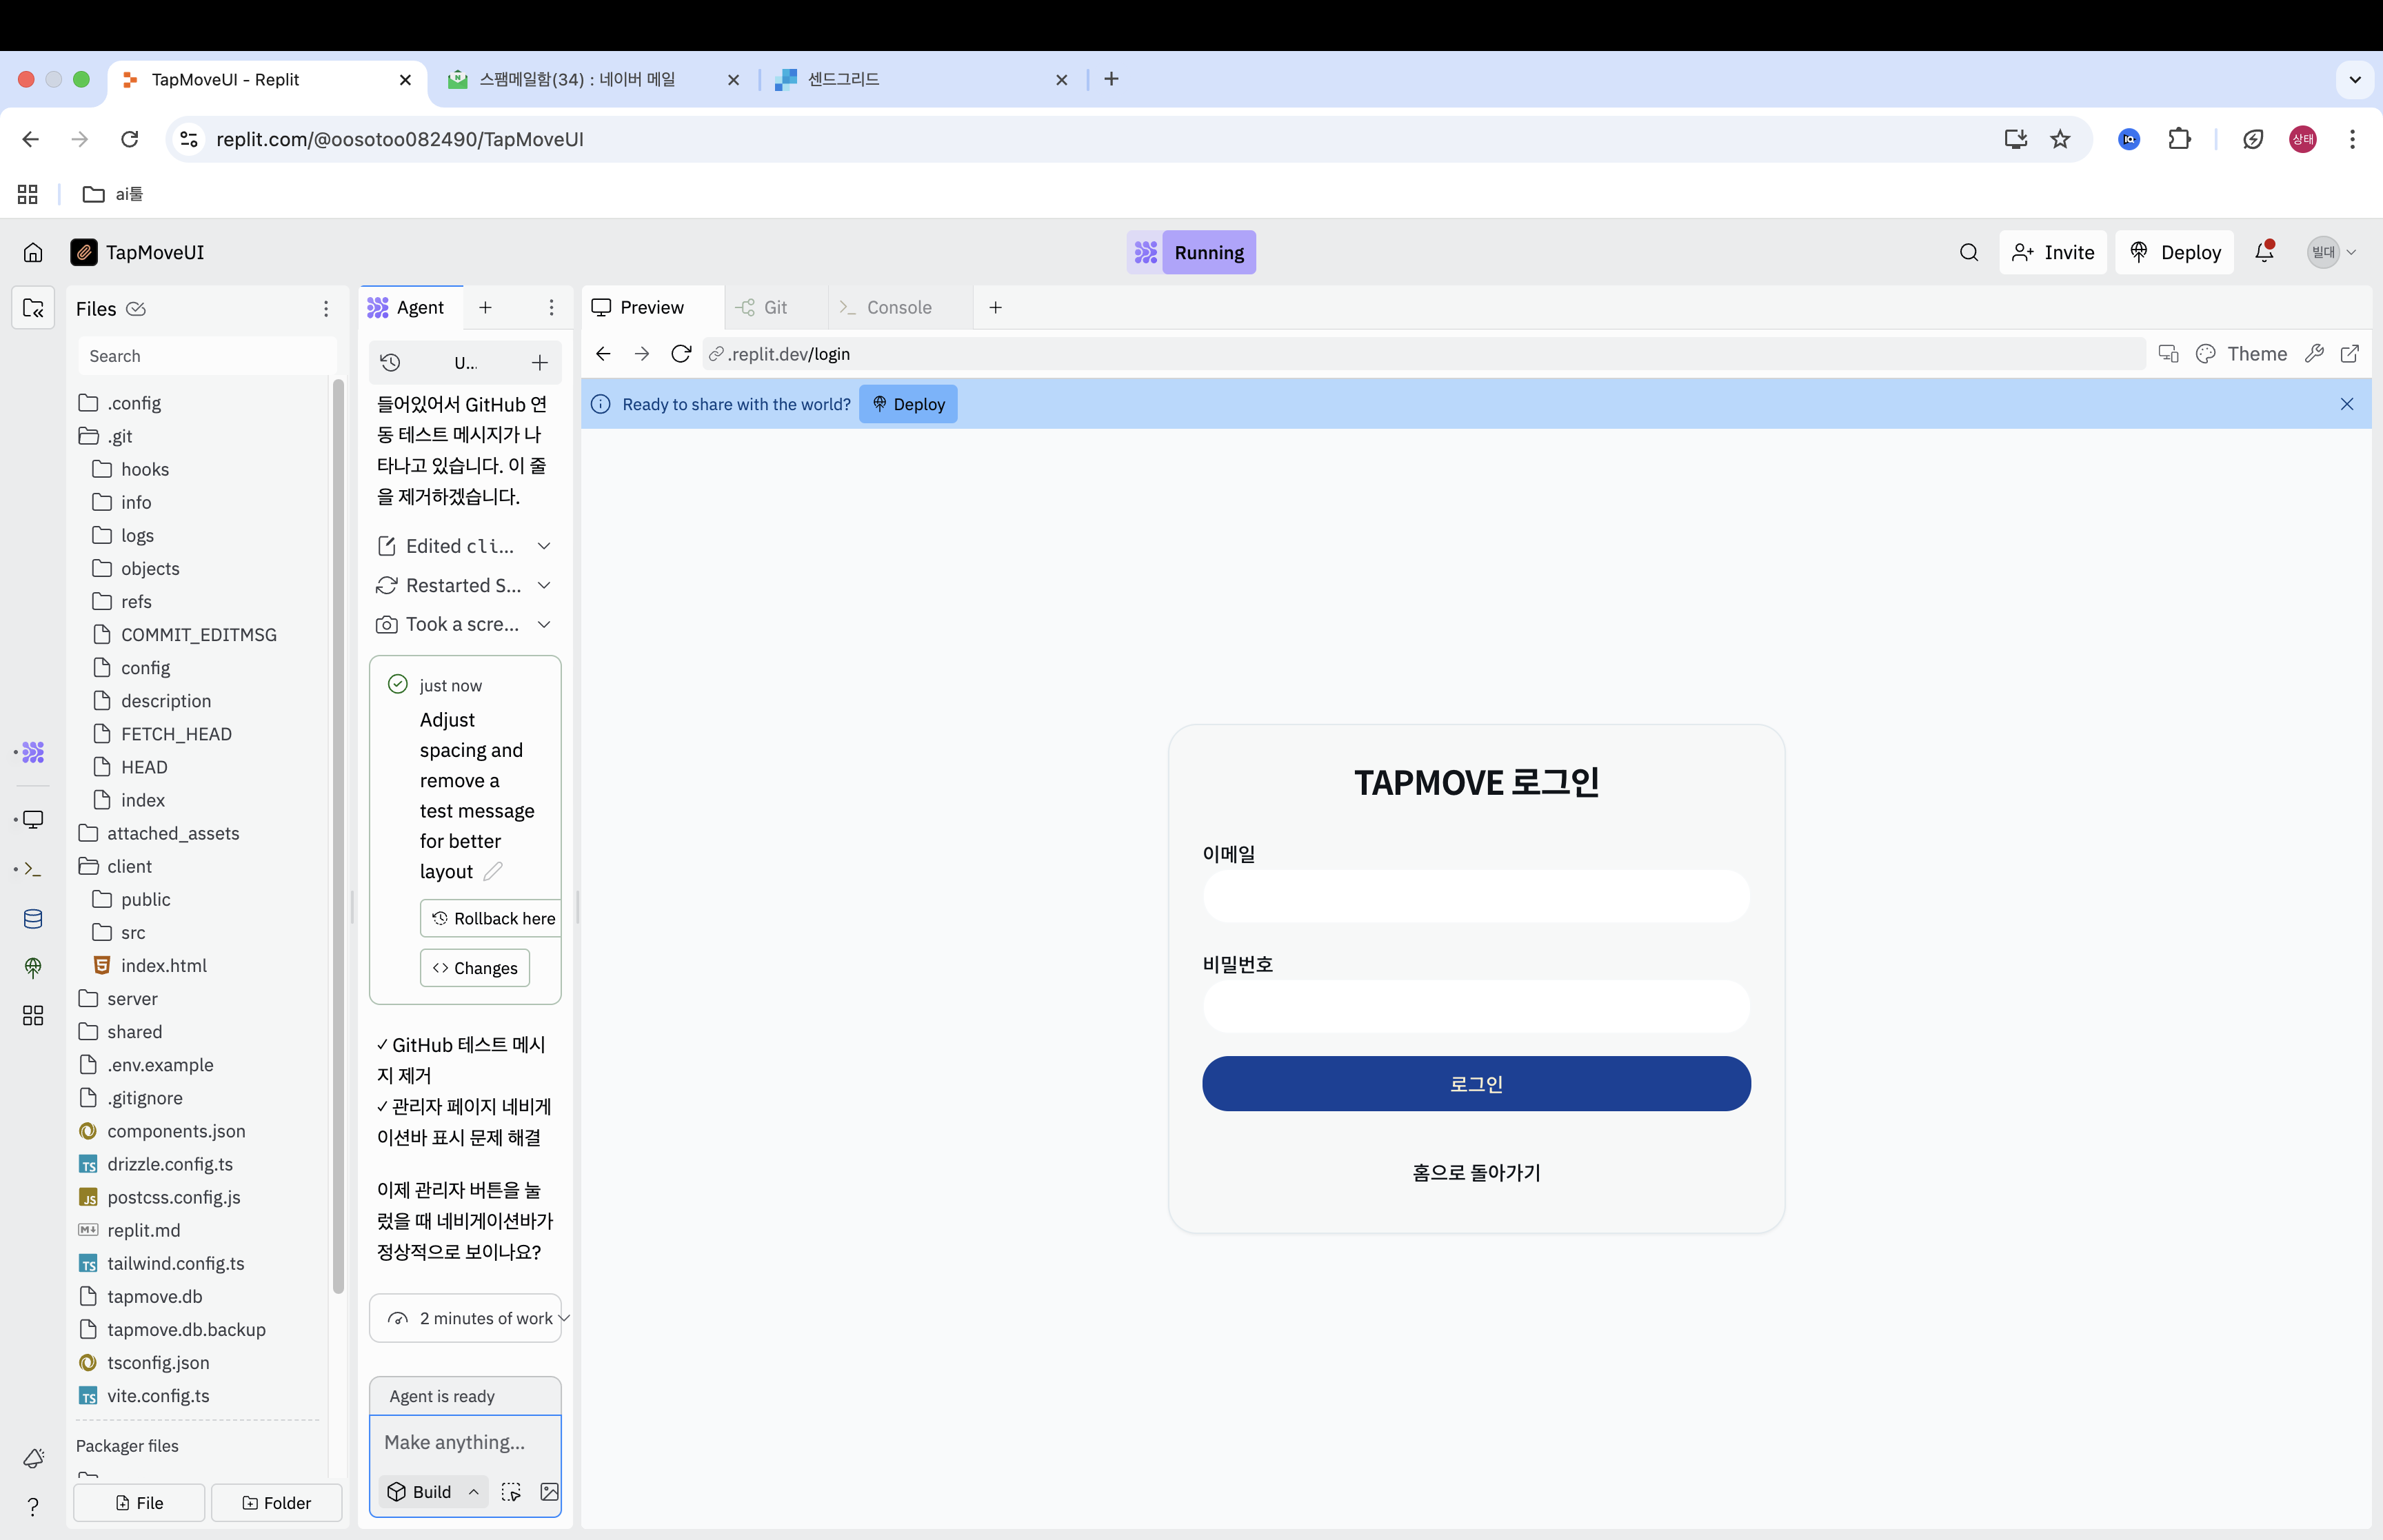 TapMoveUI - Replit
스팸메일함(34) : 네이버 메일
센드그리드
replit.com/@oosotoo082490/TapMoveUI
상태
ai툴
TapMoveUI
Running
Invite
Deploy
빌대
Files
Search
.config
.git
hooks
info
logs
objects
refs
COMMIT_EDITMSG
config
description
FETCH_HEAD
HEAD
index
attached_assets
client
public
src
index.html
server
shared
.env.example
.gitignore
components.json
drizzle.config.ts
postcss.config.js
replit.md
tailwind.config.ts
tapmove.db
tapmove.db.backup
tsconfig.json
vite.config.ts
Packager files
File
Folder
Agent
U...
들어있어서 GitHub 연
동 테스트 메시지가 나
타나고 있습니다. 이 줄
을 제거하겠습니다.
Edited cli...
Restarted S...
Took a scre...
just now
Adjust
spacing and
remove a
test message
for better
layout
Rollback here
Changes
✓ GitHub 테스트 메시
지 제거
✓ 관리자 페이지 네비게
이션바 표시 문제 해결
이제 관리자 버튼을 눌
렀을 때 네비게이션바가
정상적으로 보이나요?
2 minutes of work
Agent is ready
Make anything...
Build
Preview
Git
Console
.replit.dev/login
Theme
Ready to share with the world?
Deploy
TAPMOVE 로그인
이메일
비밀번호
로그인
홈으로 돌아가기